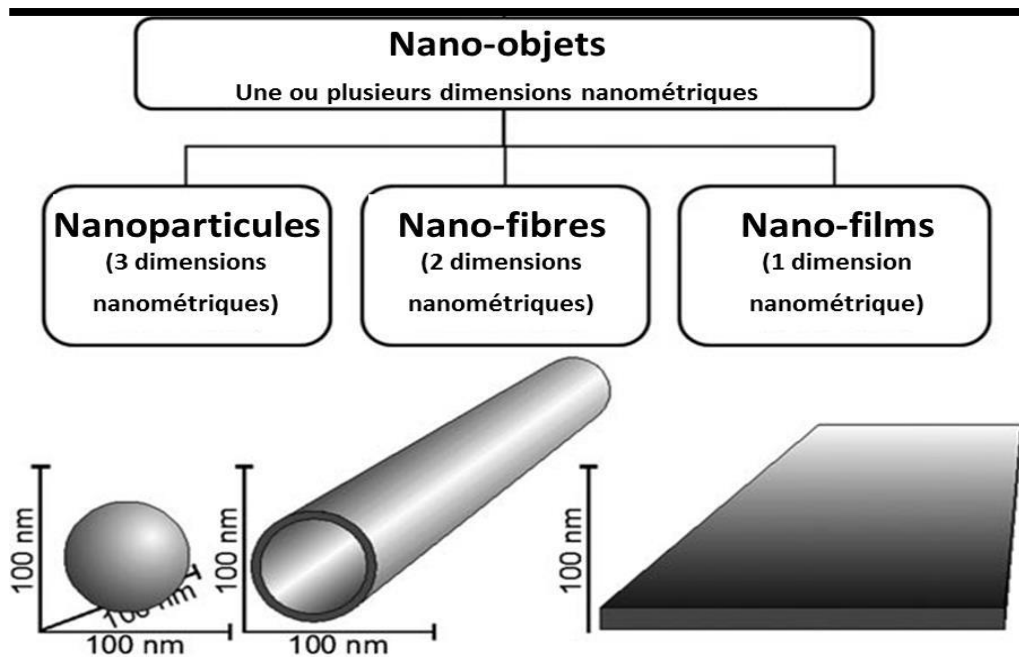 Nano-objets
Une ou plusieurs dimensions nanométriques
Nanoparticules
(3 dimensions
nanométriques)
Nano-fibres
(2 dimensions
nanométriques)
Nano-films
(1 dimension
nanométrique)
100 nm
100 nm
100 nm
100 nm
100 nm
100 nm